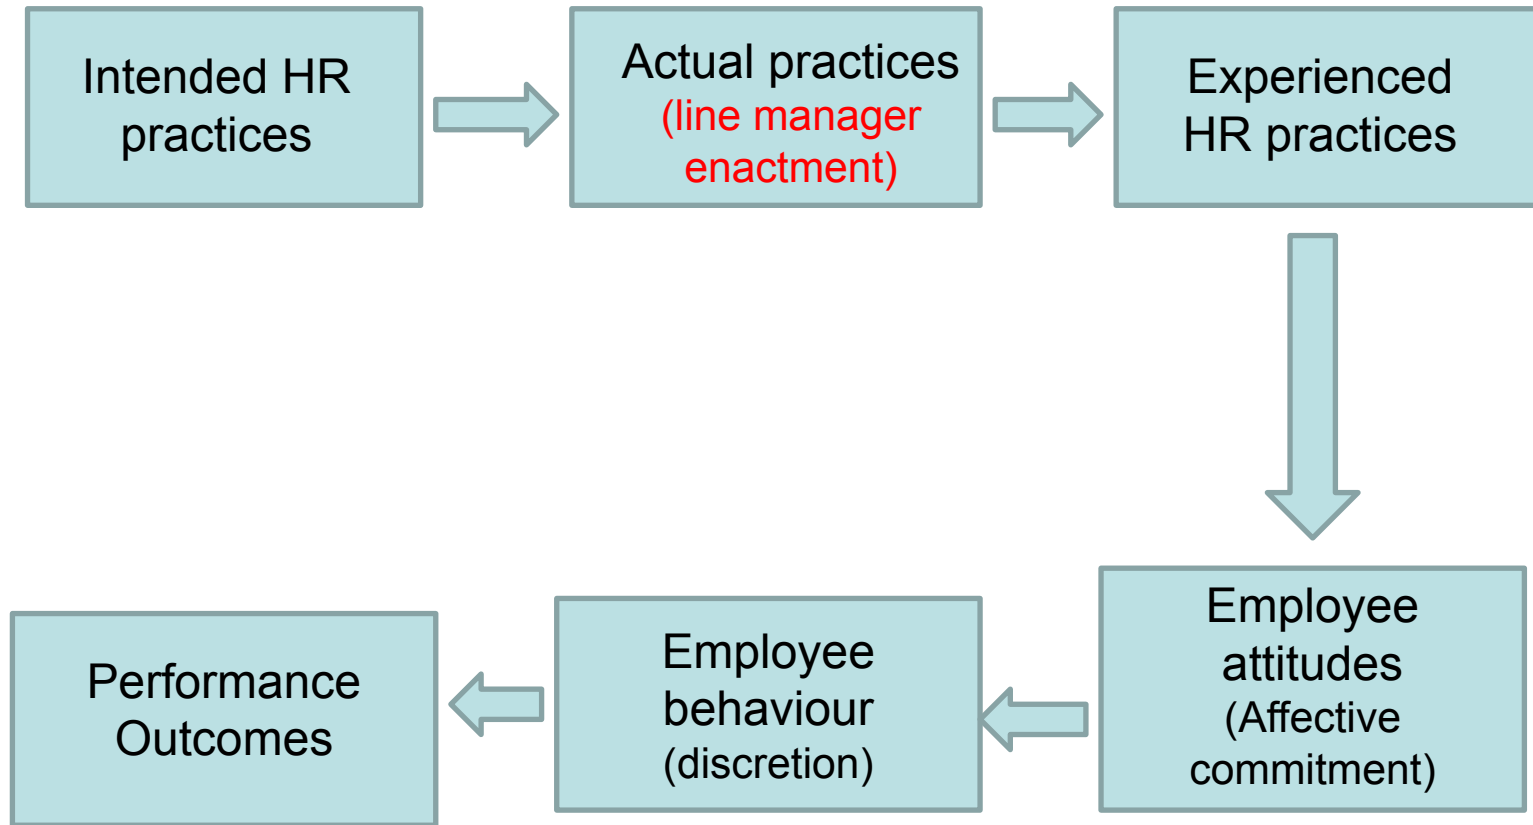 Intended HR
practices
Actual practices
(line manager
enactment)
Experienced
HR practices
Employee
attitudes
(Affective
commitment)
Employee
behaviour
(discretion)
Performance
Outcomes